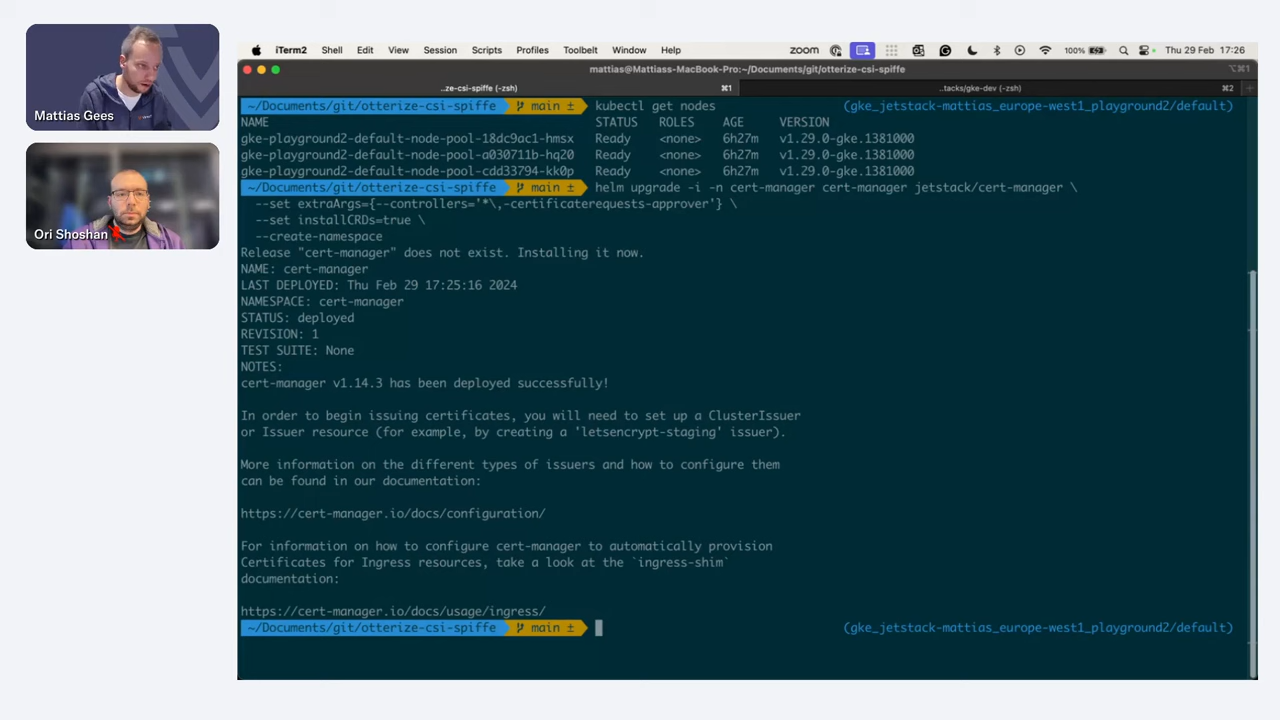 Mattias Gees
Ori Shoshan
iTerm2 Shell Edit View Session Scripts Profiles Toolbelt Window Help zoom 100% Thu 29 Feb 17:26
mattias@Mattiass-MacBook-Pro:~/Documents/git/otterize-csi-spiffe ⌥⌘1
..ze-csi-spiffe (-zsh) ⌘1 ..tacks/gke-dev (-zsh) ⌘2 +
~/Documents/git/otterize-csi-spiffe main ± kubectl get nodes (gke_jetstack-mattias_europe-west1_playground2/default)
NAME STATUS ROLES AGE VERSION
gke-playground2-default-node-pool-18dc9ac1-hmsx Ready <none> 6h27m v1.29.0-gke.1381000
gke-playground2-default-node-pool-a030711b-hq20 Ready <none> 6h27m v1.29.0-gke.1381000
gke-playground2-default-node-pool-cdd33794-kk0p Ready <none> 6h27m v1.29.0-gke.1381000
~/Documents/git/otterize-csi-spiffe main ± helm upgrade -i -n cert-manager cert-manager jetstack/cert-manager \
--set extraArgs={--controllers='*\,-certificaterequests-approver'} \
--set installCRDs=true \
--create-namespace
Release "cert-manager" does not exist. Installing it now.
NAME: cert-manager
LAST DEPLOYED: Thu Feb 29 17:25:16 2024
NAMESPACE: cert-manager
STATUS: deployed
REVISION: 1
TEST SUITE: None
NOTES:
cert-manager v1.14.3 has been deployed successfully!
In order to begin issuing certificates, you will need to set up a ClusterIssuer
or Issuer resource (for example, by creating a 'letsencrypt-staging' issuer).
More information on the different types of issuers and how to configure them
can be found in our documentation:
https://cert-manager.io/docs/configuration/
For information on how to configure cert-manager to automatically provision
Certificates for Ingress resources, take a look at the `ingress-shim`
documentation:
https://cert-manager.io/docs/usage/ingress/
~/Documents/git/otterize-csi-spiffe main ± (gke_jetstack-mattias_europe-west1_playground2/default)